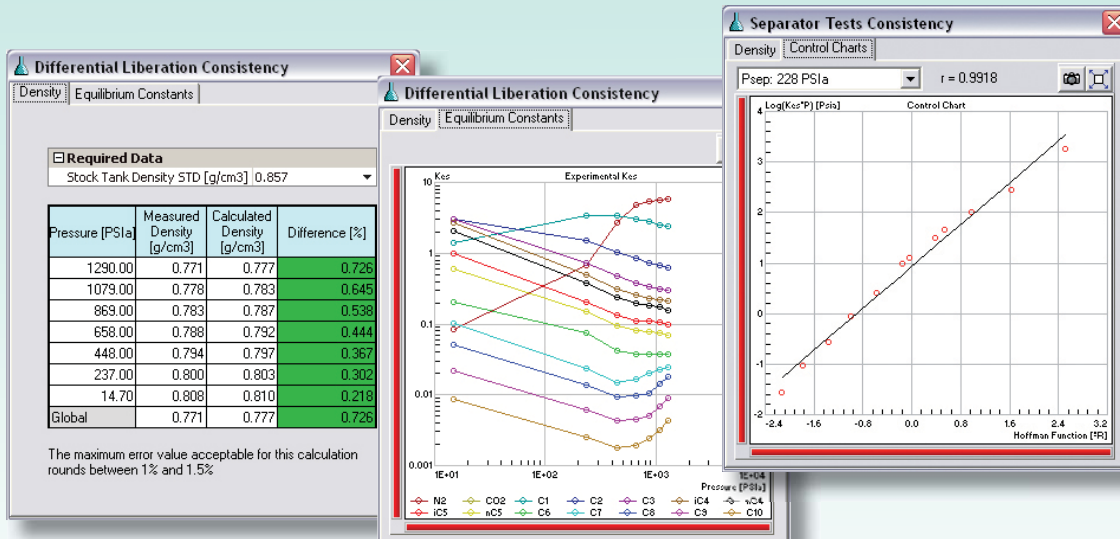 Differential Liberation Consistency
Density Equilibrium Constants
Required Data
Stock Tank Density STD [g/cm3] 0.857
Pressure [PSIa] Measured Density [g/cm3] Calculated Density [g/cm3] Difference [%]
1290.00 0.771 0.777 0.726
1079.00 0.778 0.783 0.645
869.00 0.783 0.787 0.538
658.00 0.788 0.792 0.444
448.00 0.794 0.797 0.367
237.00 0.800 0.803 0.302
14.70 0.808 0.810 0.218
Global 0.771 0.777 0.726
The maximum error value acceptable for this calculation
rounds between 1% and 1.5%
Differential Liberation Consistency
Density Equilibrium Constants
Kes Experimental Kes
10
1
0.1
0.01
0.001
1E+01 1E+02 1E+03 1E+04
Pressure [PSIa]
N2 CO2 C1 C2 C3 iC4 nC4
iC5 nC5 C6 C7 C8 C9 C10
Separator Tests Consistency
Density Control Charts
Psep: 228 PSIa r = 0.9918
Log(Kes*P) [Psia] Control Chart
4
3
2
1
0
-1
-2
-2.4 -1.6 -0.8 0.0 0.8 1.6 2.4 3.2
Hoffman Function [ºR]